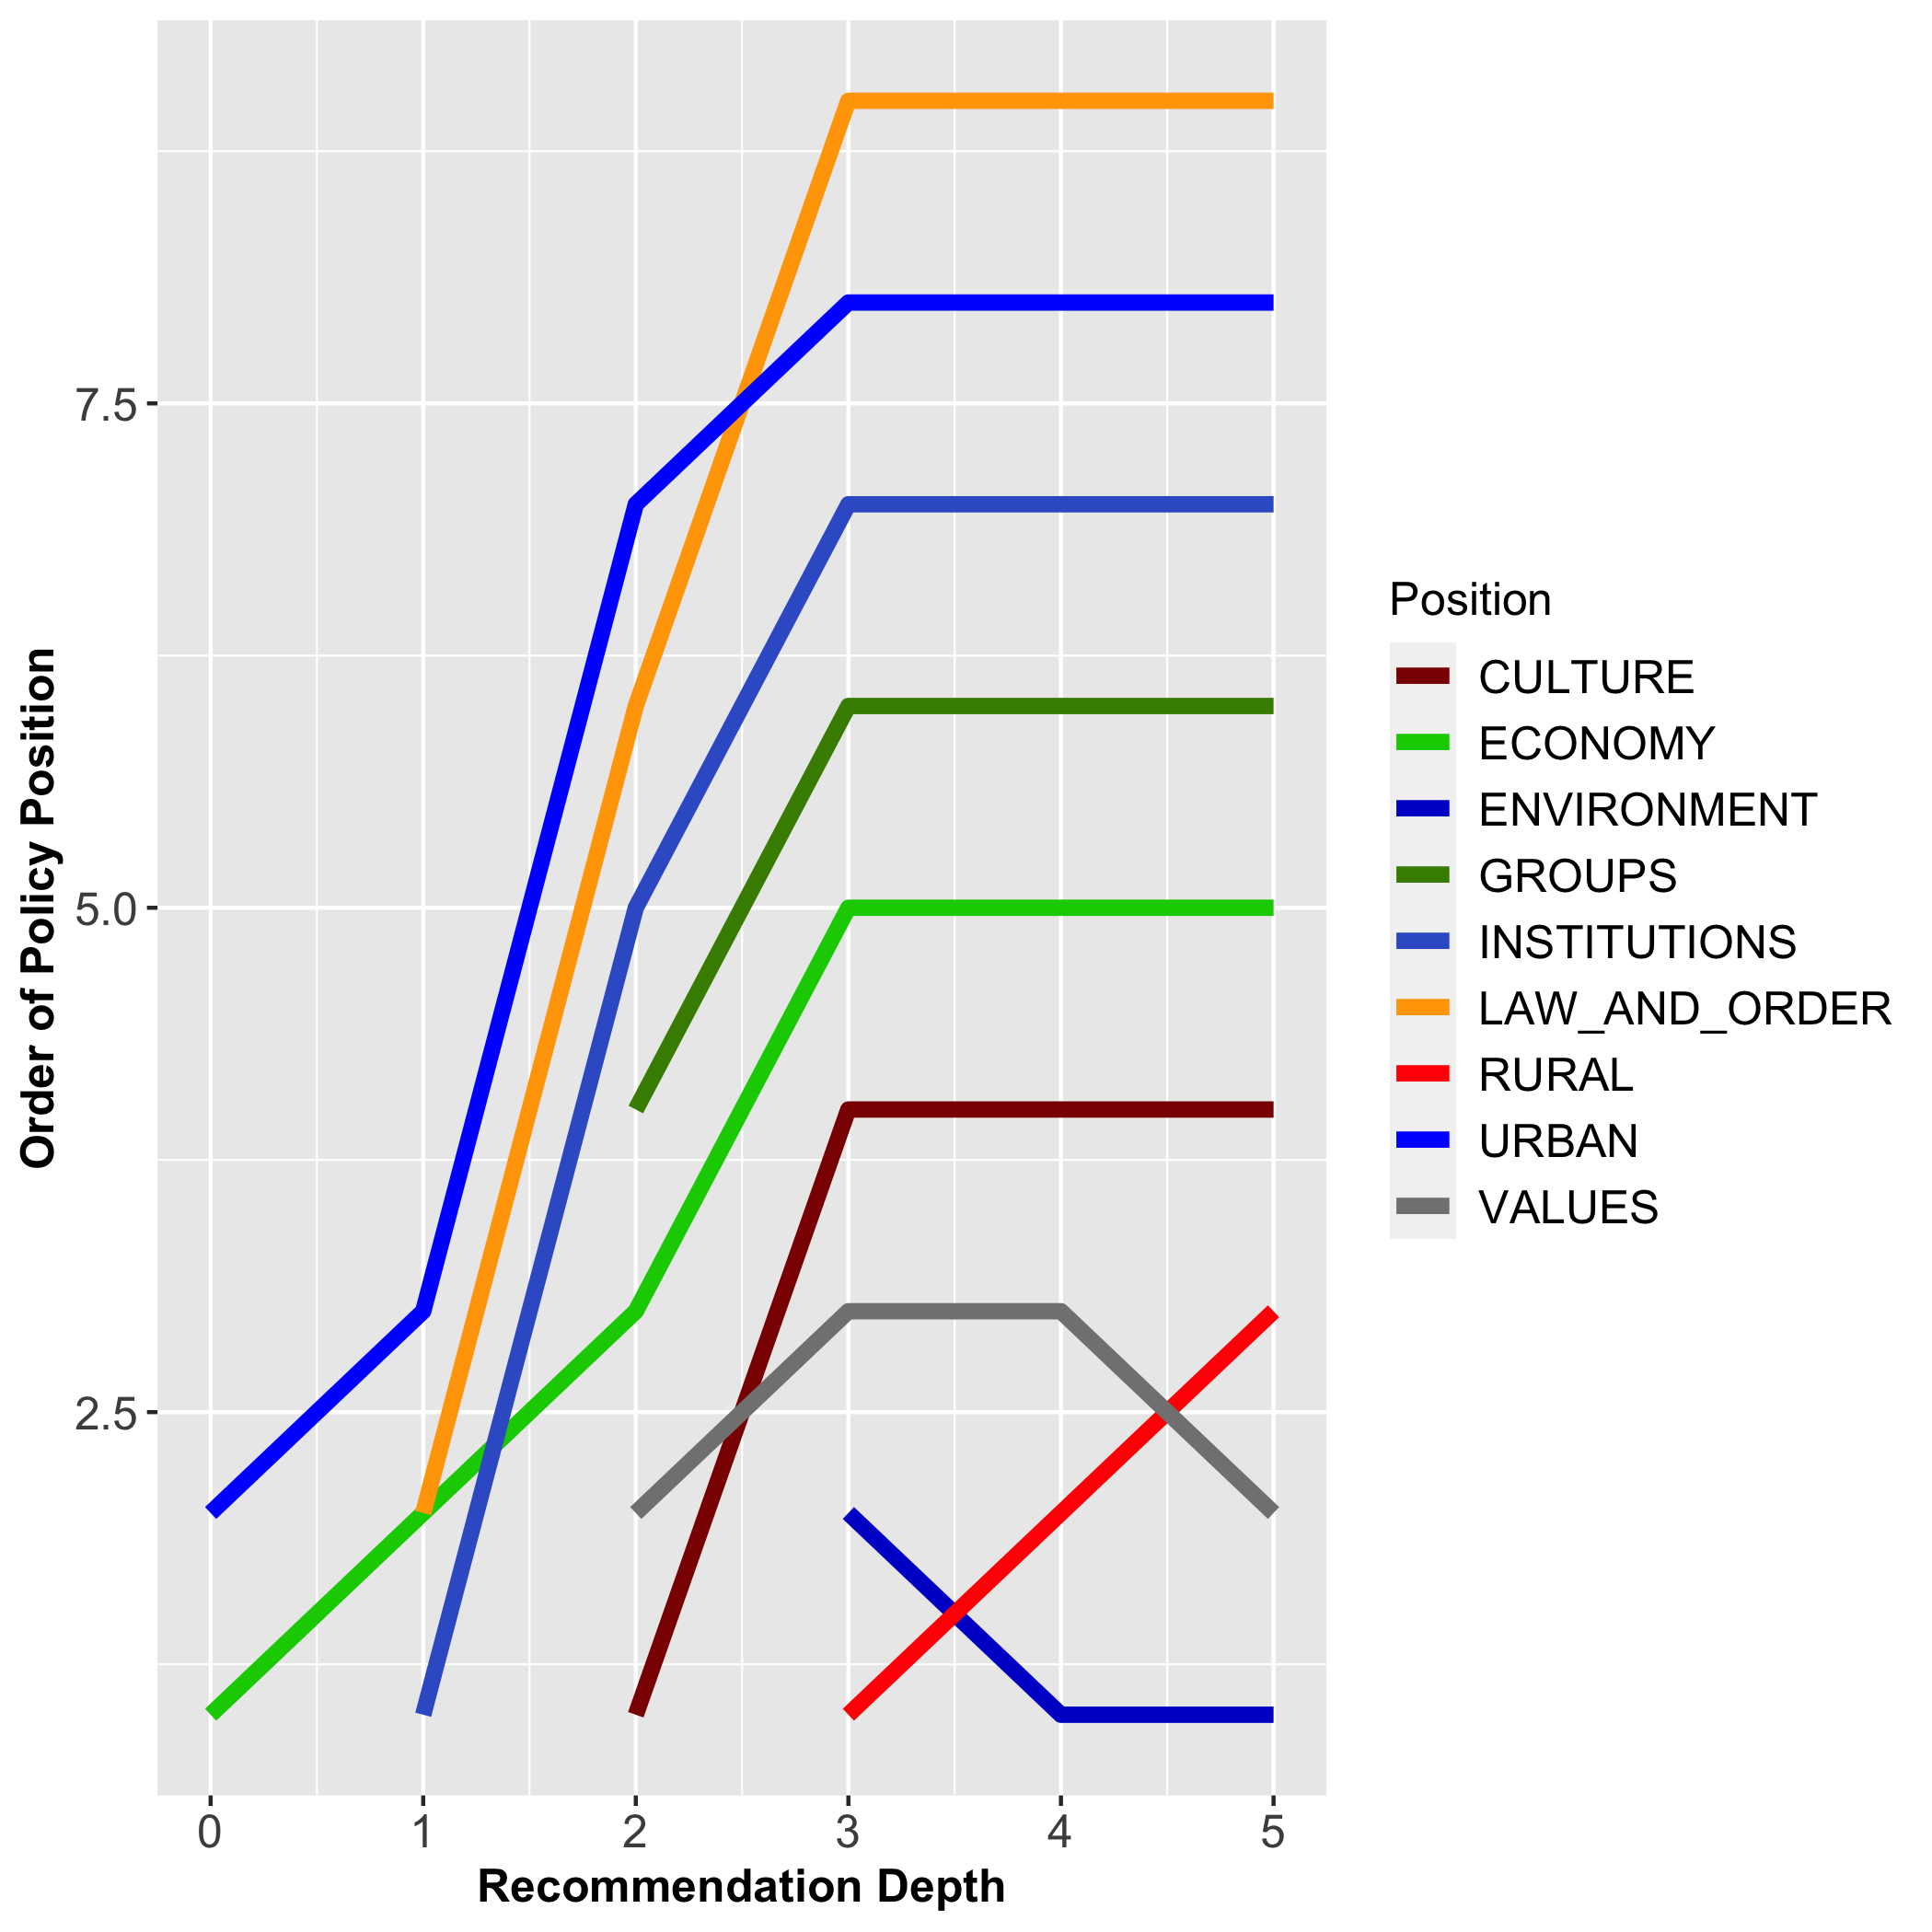 Order of Policy Position
7.5
5.0
2.5
0 1 2 3 4 5
Recommendation Depth
Position
CULTURE
ECONOMY
ENVIRONMENT
GROUPS
INSTITUTIONS
LAW_AND_ORDER
RURAL
URBAN
VALUES